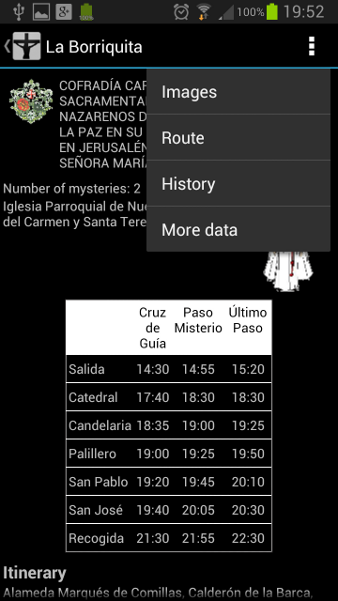 100% 19:52
La Borriquita
COFRADÍA
SACRAMENTAL
NAZARENOS
LA PAZ EN SU
EN JERUSALÉN
SEÑORA MARÍA
Images
Route
History
More data
Number of mysteries: 2
Iglesia Parroquial de
del Carmen y Santa
Cruz de Guía Paso Misterio Último Paso
Salida 14:30 14:55 15:20
Catedral 17:40 18:30 18:30
Candelaria 18:35 19:00 19:25
Palillero 19:00 19:25 19:50
San Pablo 19:20 19:45 20:10
San José 19:40 20:05 20:30
Recogida 21:30 21:55 22:30
Itinerary
Alameda Marqués de Comillas, Calderón de la Barca,